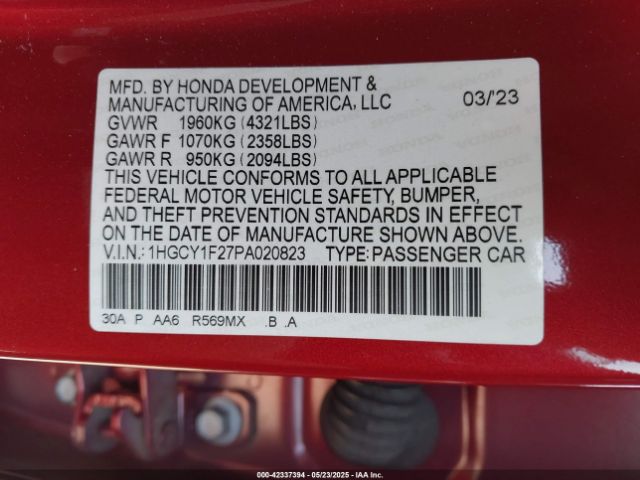 MFD. BY HONDA DEVELOPMENT &
MANUFACTURING OF AMERICA, LLC 03/'23
GVWR 1960KG (4321LBS)
GAWR F 1070KG (2358LBS)
GAWR R 950KG (2094LBS)
THIS VEHICLE CONFORMS TO ALL APPLICABLE
FEDERAL MOTOR VEHICLE SAFETY, BUMPER,
AND THEFT PREVENTION STANDARDS IN EFFECT
ON THE DATE OF MANUFACTURE SHOWN ABOVE.
V.I.N.: 1HGCY1F27PA020823 TYPE: PASSENGER CAR
30A P AA6 R569MX .B .A
000-42337394 - 05/23/2025 - IAA Inc.